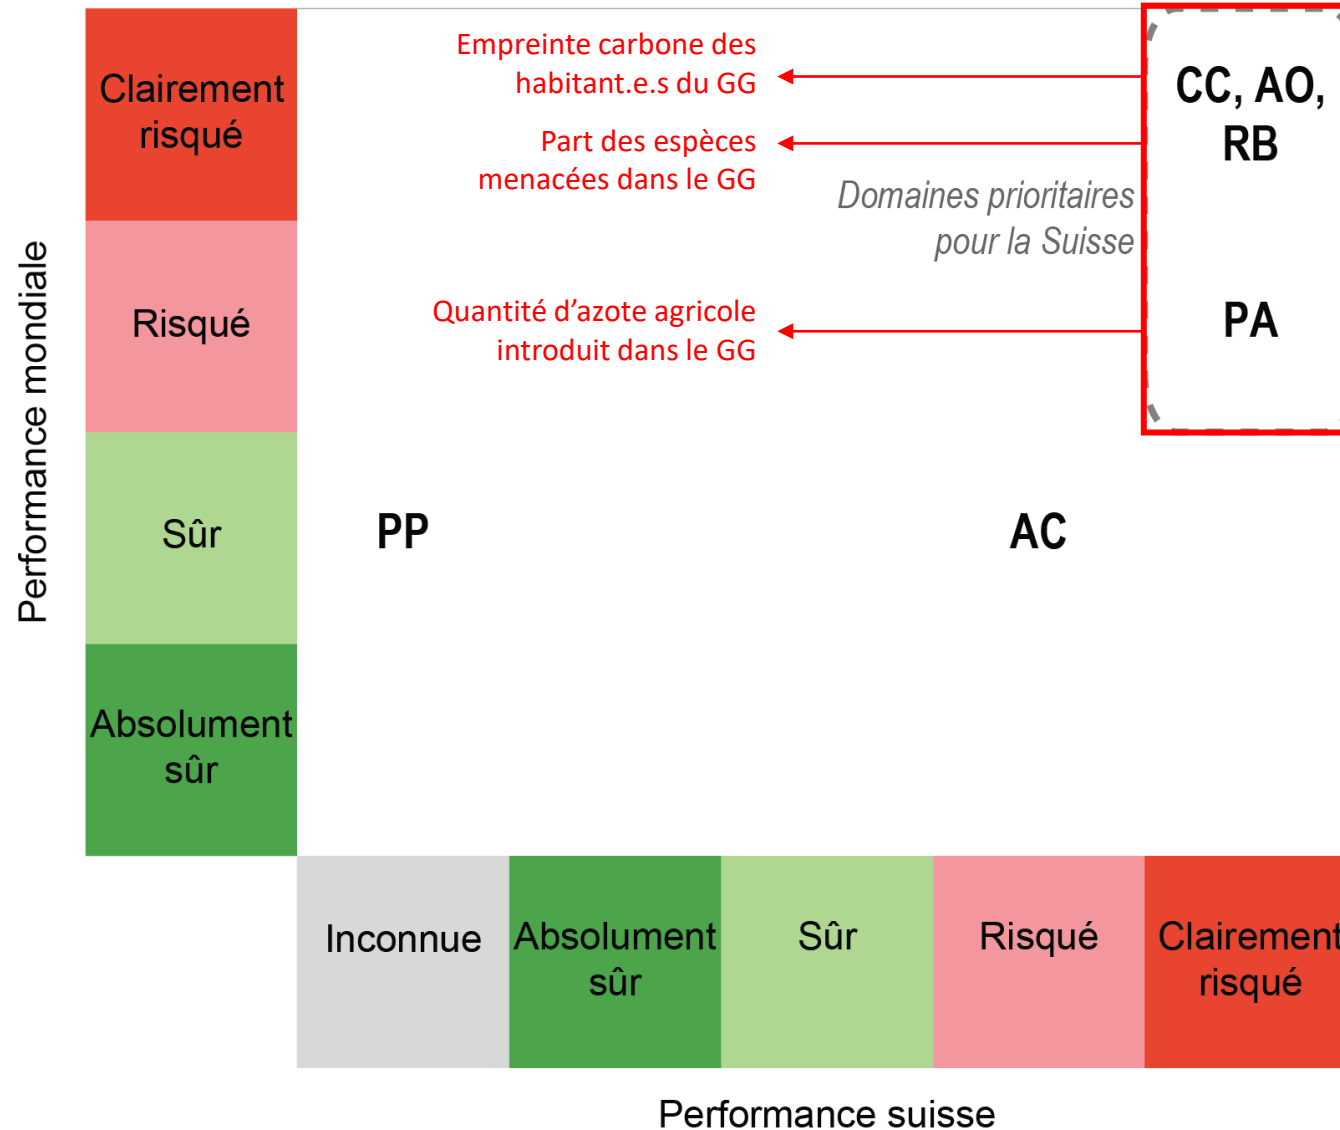 Performance mondiale
Clairement
risqué
Risqué
Sûr
Absolument
sûr
Empreinte carbone des
habitant.e.s du GG
Part des espèces
menacées dans le GG
Domaines prioritaires
pour la Suisse
Quantité d’azote agricole
introduit dans le GG
CC, AO,
RB
PA
PP
AC
Inconnue
Absolument
sûr
Sûr
Risqué
Clairement
risqué
Performance suisse